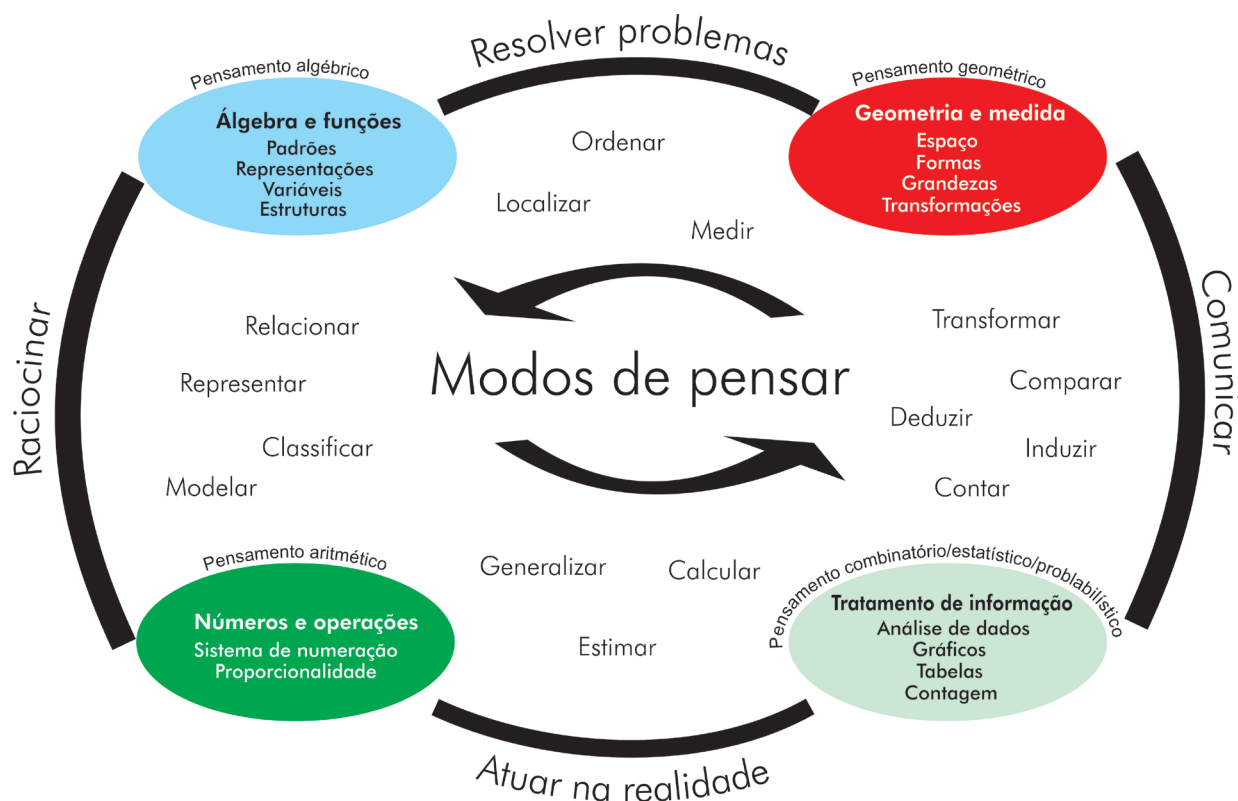 Resolver problemas
Pensamento algébrico
Álgebra e funções
Padrões
Representações
Variáveis
Estruturas
Pensamento geométrico
Geometria e medida
Espaço
Formas
Grandezas
Transformações
Ordenar
Localizar
Medir
Raciocinar
Relacionar
Representar
Classificar
Modelar
Modos de pensar
Transformar
Comparar
Deduzir
Induzir
Contar
Comunicar
Pensamento aritmético
Números e operações
Sistema de numeração
Proporcionalidade
Generalizar
Calcular
Estimar
Pensamento combinatório/estatístico/problabilístico
Tratamento de informação
Análise de dados
Gráficos
Tabelas
Contagem
Atuar na realidade